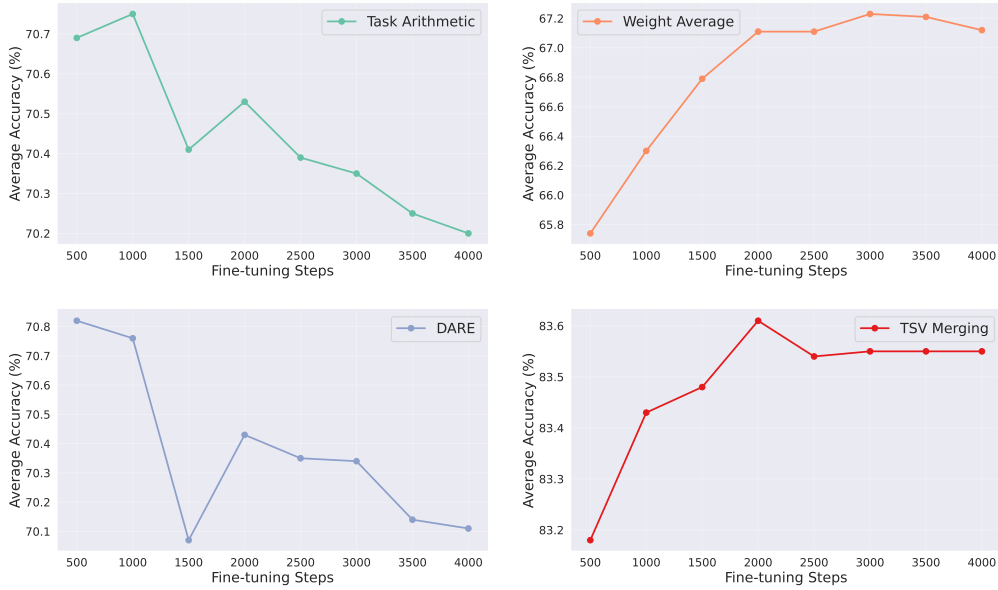 Task Arithmetic
Average Accuracy (%)
70.7
70.6
70.5
70.4
70.3
70.2
500 1000 1500 2000 2500 3000 3500 4000
Fine-tuning Steps
Weight Average
Average Accuracy (%)
67.2
67.0
66.8
66.6
66.4
66.2
66.0
65.8
500 1000 1500 2000 2500 3000 3500 4000
Fine-tuning Steps
DARE
Average Accuracy (%)
70.8
70.7
70.6
70.5
70.4
70.3
70.2
70.1
500 1000 1500 2000 2500 3000 3500 4000
Fine-tuning Steps
TSV Merging
Average Accuracy (%)
83.6
83.5
83.4
83.3
83.2
500 1000 1500 2000 2500 3000 3500 4000
Fine-tuning Steps